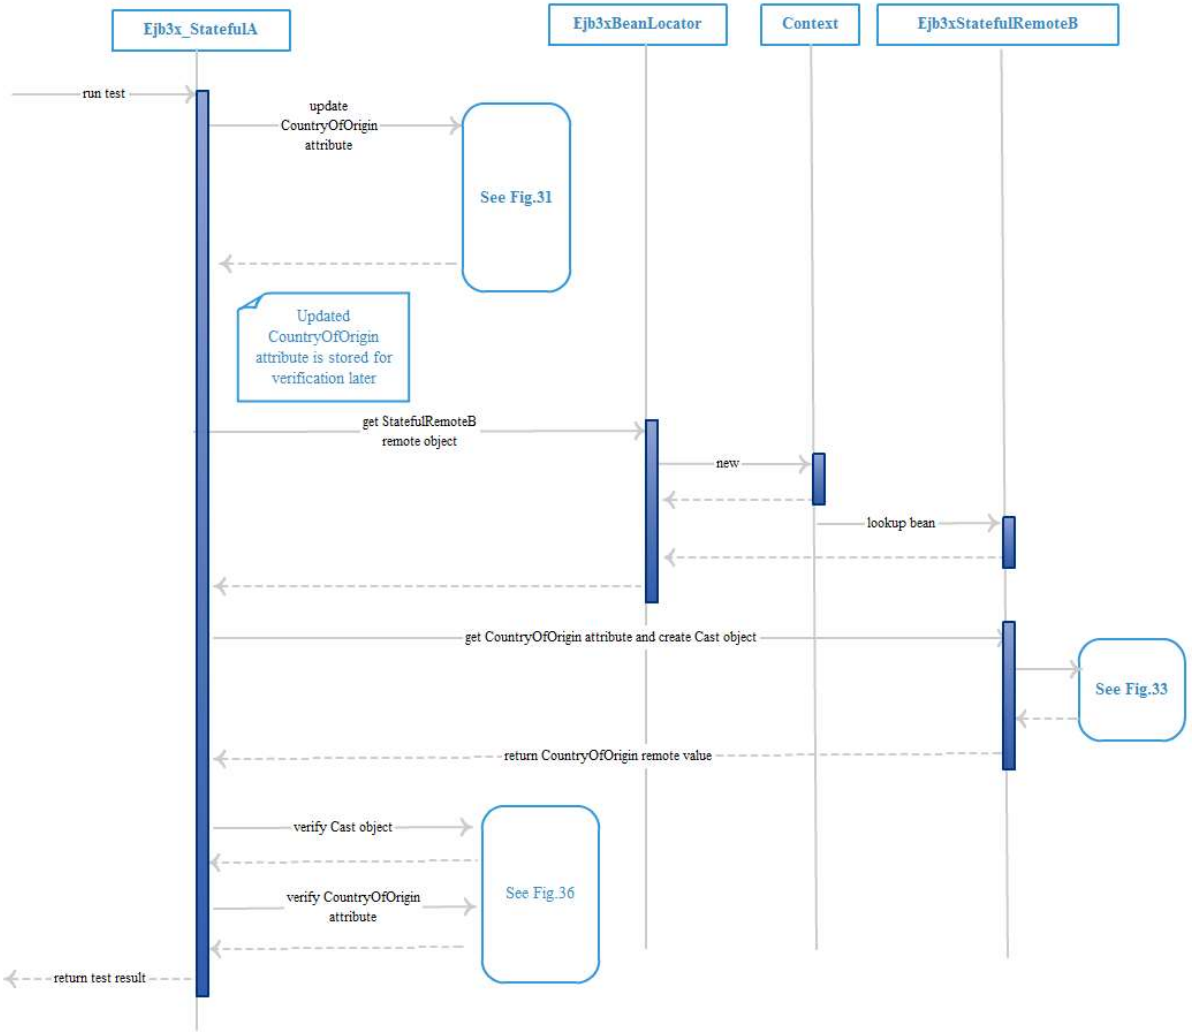 Ejb3x_StatefulA
Ejb3xBeanLocator
Context
Ejb3xStatefulRemoteB
run test
update
CountryOfOrigin
attribute
See Fig.31
Updated
CountryOfOrigin
attribute is stored for
verification later
get StatefulRemoteB
remote object
new
lookup bean
get CountryOfOrigin attribute and create Cast object
See Fig.33
return CountryOfOrigin remote value
verify Cast object
See Fig.36
verify CountryOfOrigin
attribute
return test result